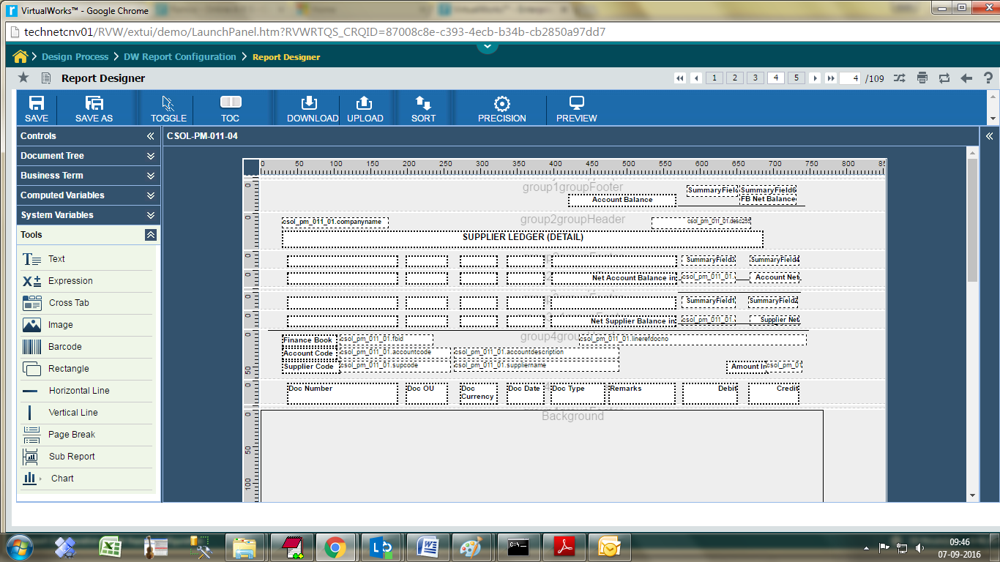 VirtualWorks™ - Google Chrome
technetcnv01/RVW/extui/demo/LaunchPanel.htm?RVWRTQS_CRQID=87008c8e-c393-4ecb-b34b-cb2850a97dd7
Design Process > DW Report Configuration > Report Designer
Report Designer
1 2 3 4 5 4 /109
SAVE SAVE AS TOGGLE TOC DOWNLOAD UPLOAD SORT PRECISION PREVIEW
Controls
Document Tree
Business Term
Computed Variables
System Variables
Tools
Text
Expression
Cross Tab
Image
Barcode
Rectangle
Horizontal Line
Vertical Line
Page Break
Sub Report
Chart
CSOL-PM-011-04
0 50 100 150 200 250 300 350 400 450 500 550 600 650 700 750 800
group1groupFooter
SummaryField SummaryField6
Account Balance FB Net Balance
group2groupHeader
csol_pm_011_01.companyname csol_pm_011_01.desc255
SUPPLIER LEDGER (DETAIL)
SummaryField3 SummaryField4
Net Account Balance in csol_pm_011_01. Account Net
SummaryField1 SummaryField2
Net Supplier Balance in csol_pm_011_01. Supplier Net
group4groupHeader
Finance Book csol_pm_011_01.fbid csol_pm_011_01.linerefdocno
Account Code csol_pm_011_01.accountcode csol_pm_011_01.accountdescription
Supplier Code csol_pm_011_01.supcode csol_pm_011_01.suppliername Amount In csol_pm_01
Doc Number Doc OU Doc Currency Doc Date Doc Type Remarks Debit Credit
Background
0
50
100
09:46
07-09-2016